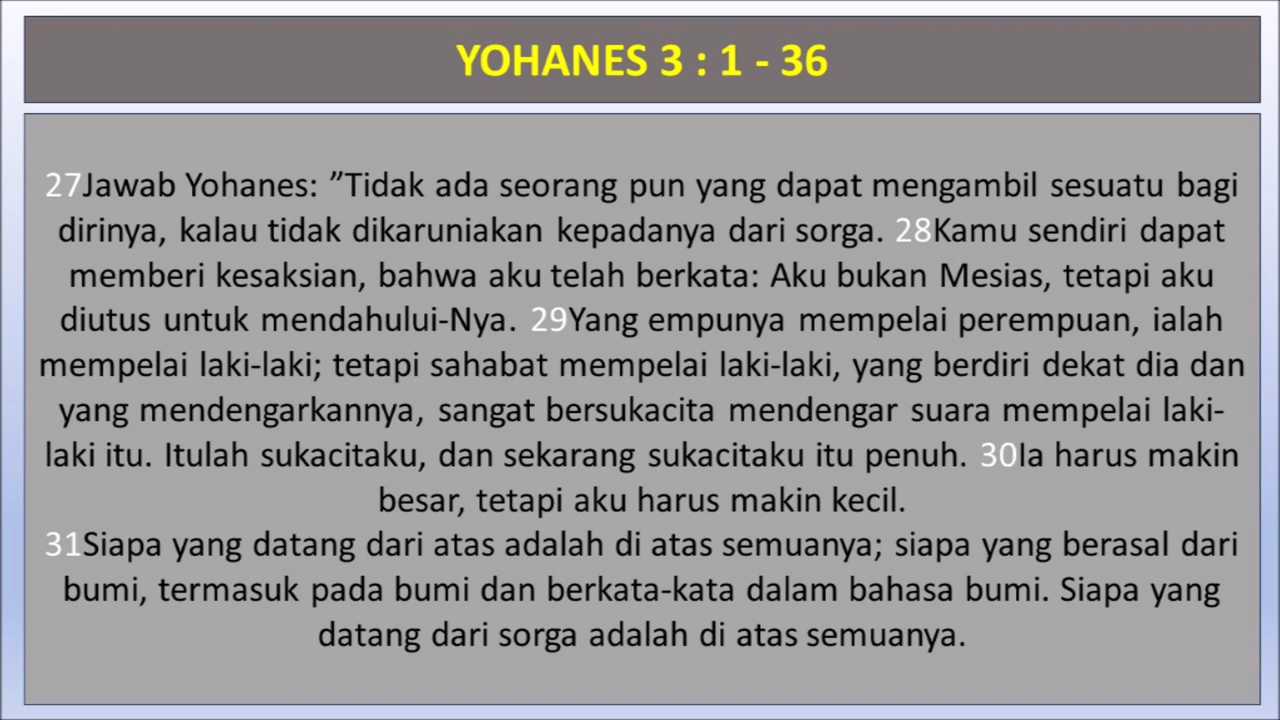 YOHANES 3 : 1 - 36
27Jawab Yohanes: ”Tidak ada seorang pun yang dapat mengambil sesuatu bagi
dirinya, kalau tidak dikaruniakan kepadanya dari sorga. 28Kamu sendiri dapat
memberi kesaksian, bahwa aku telah berkata: Aku bukan Mesias, tetapi aku
diutus untuk mendahului-Nya. 29Yang empunya mempelai perempuan, ialah
mempelai laki-laki; tetapi sahabat mempelai laki-laki, yang berdiri dekat dia dan
yang mendengarkannya, sangat bersukacita mendengar suara mempelai laki-
laki itu. Itulah sukacitaku, dan sekarang sukacitaku itu penuh. 30Ia harus makin
besar, tetapi aku harus makin kecil.
31Siapa yang datang dari atas adalah di atas semuanya; siapa yang berasal dari
bumi, termasuk pada bumi dan berkata-kata dalam bahasa bumi. Siapa yang
datang dari sorga adalah di atas semuanya.